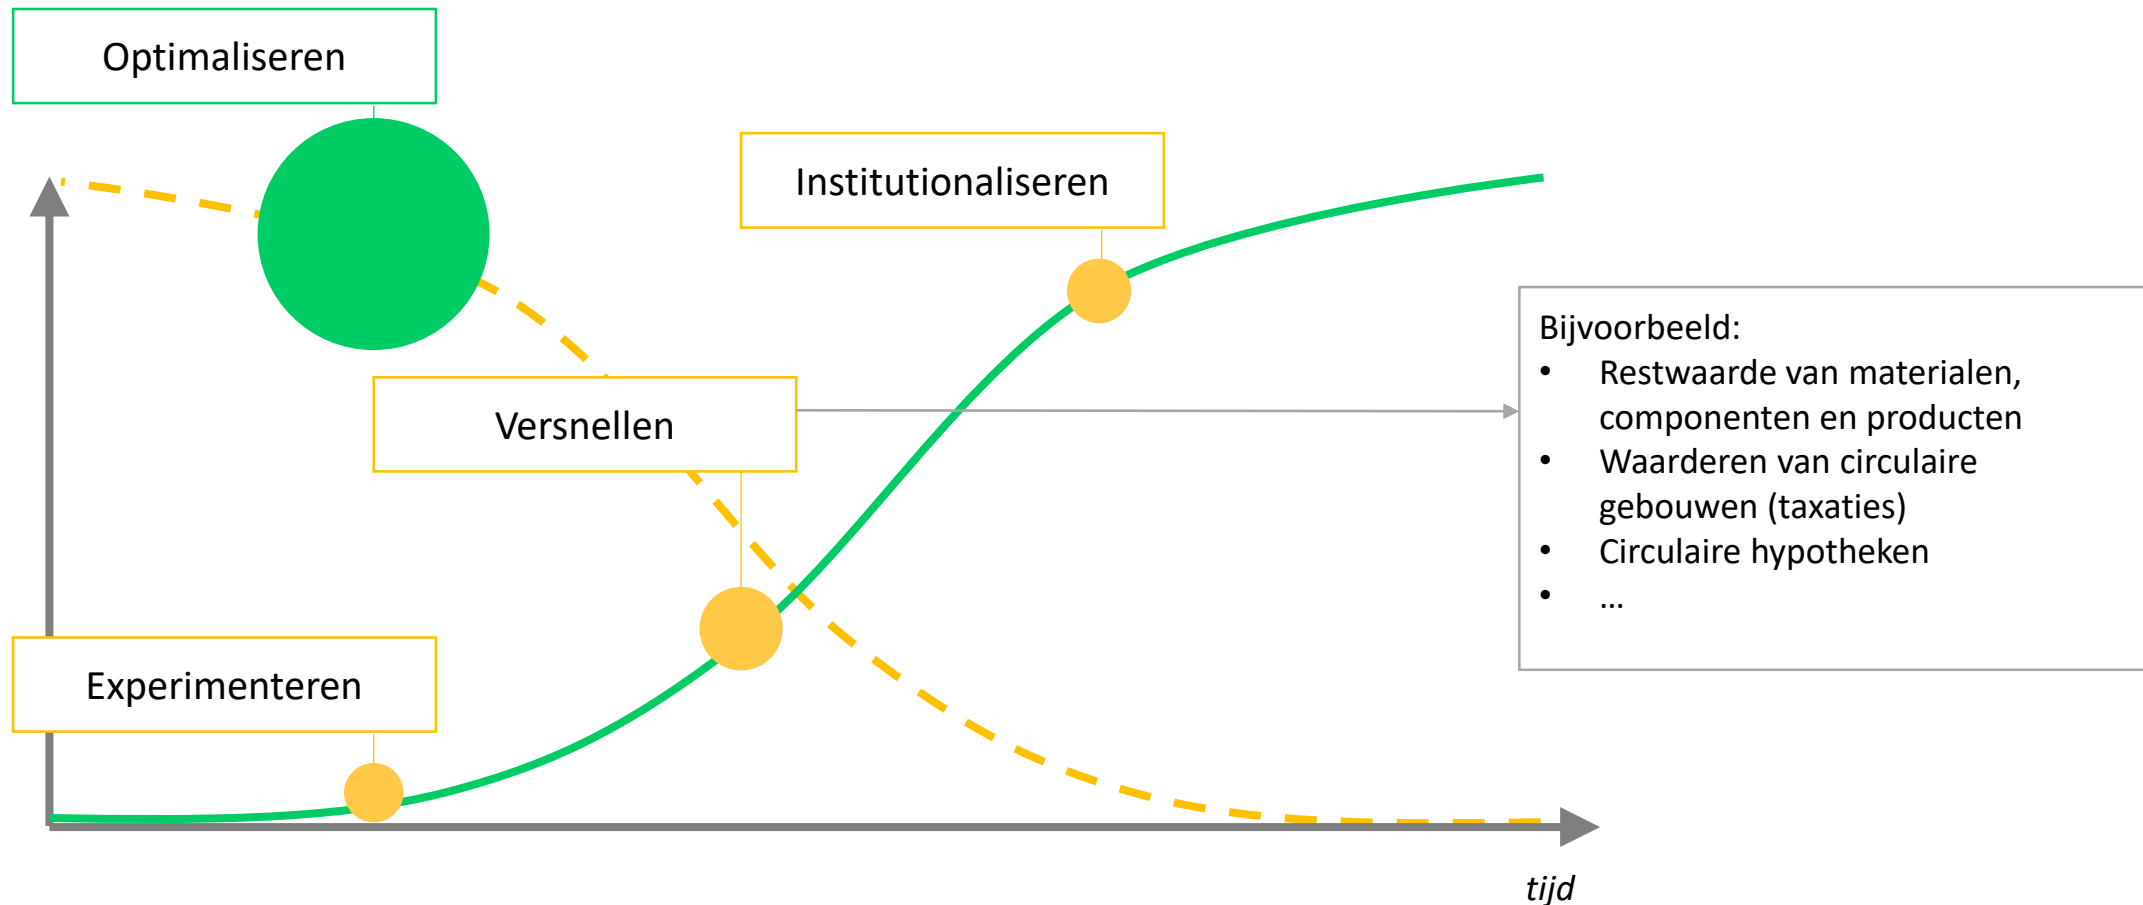 Optimaliseren
Institutionaliseren
Versnellen
Experimenteren
Bijvoorbeeld:
• Restwaarde van materialen,
componenten en producten
• Waarderen van circulaire
gebouwen (taxaties)
• Circulaire hypotheken
• ...
tijd